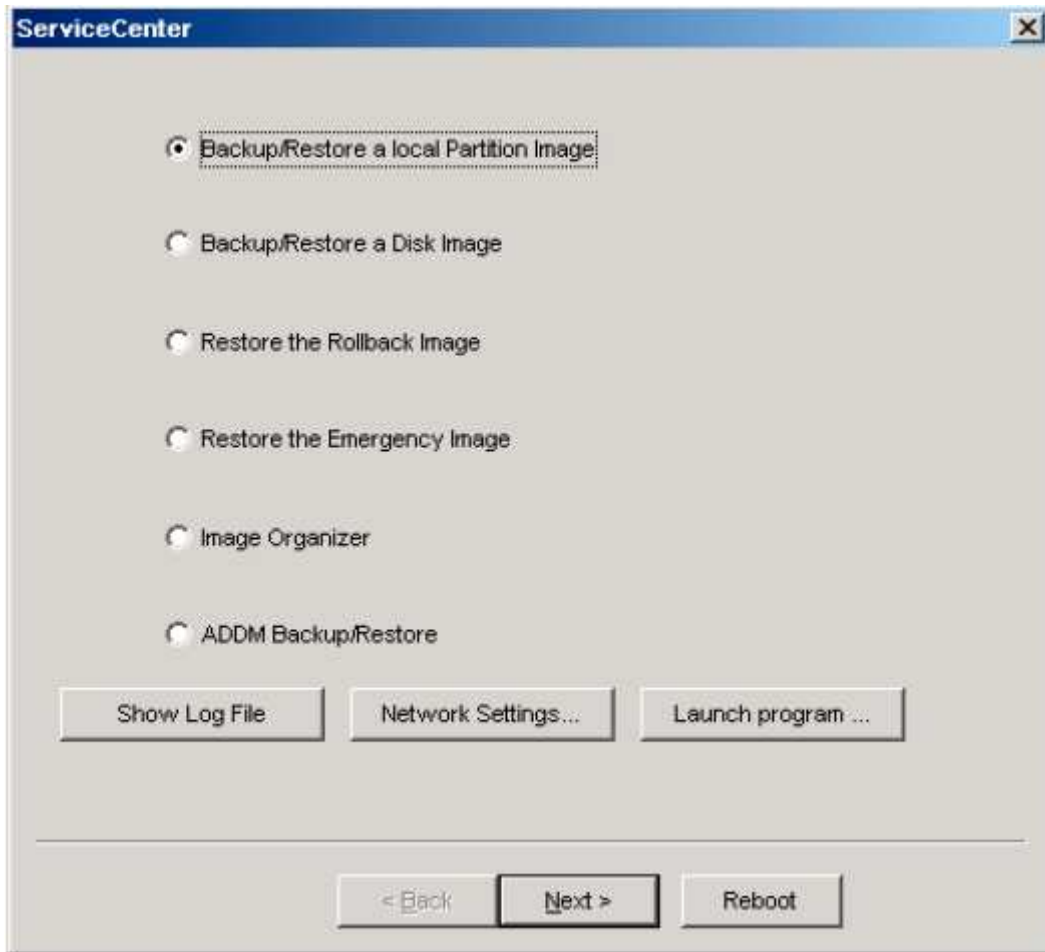 ServiceCenter
Backup/Restore a local Partition Image
Backup/Restore a Disk Image
Restore the Rollback Image
Restore the Emergency Image
Image Organizer
ADDM Backup/Restore
Show Log File
Network Settings...
Launch program ...
< Back
Next >
Reboot